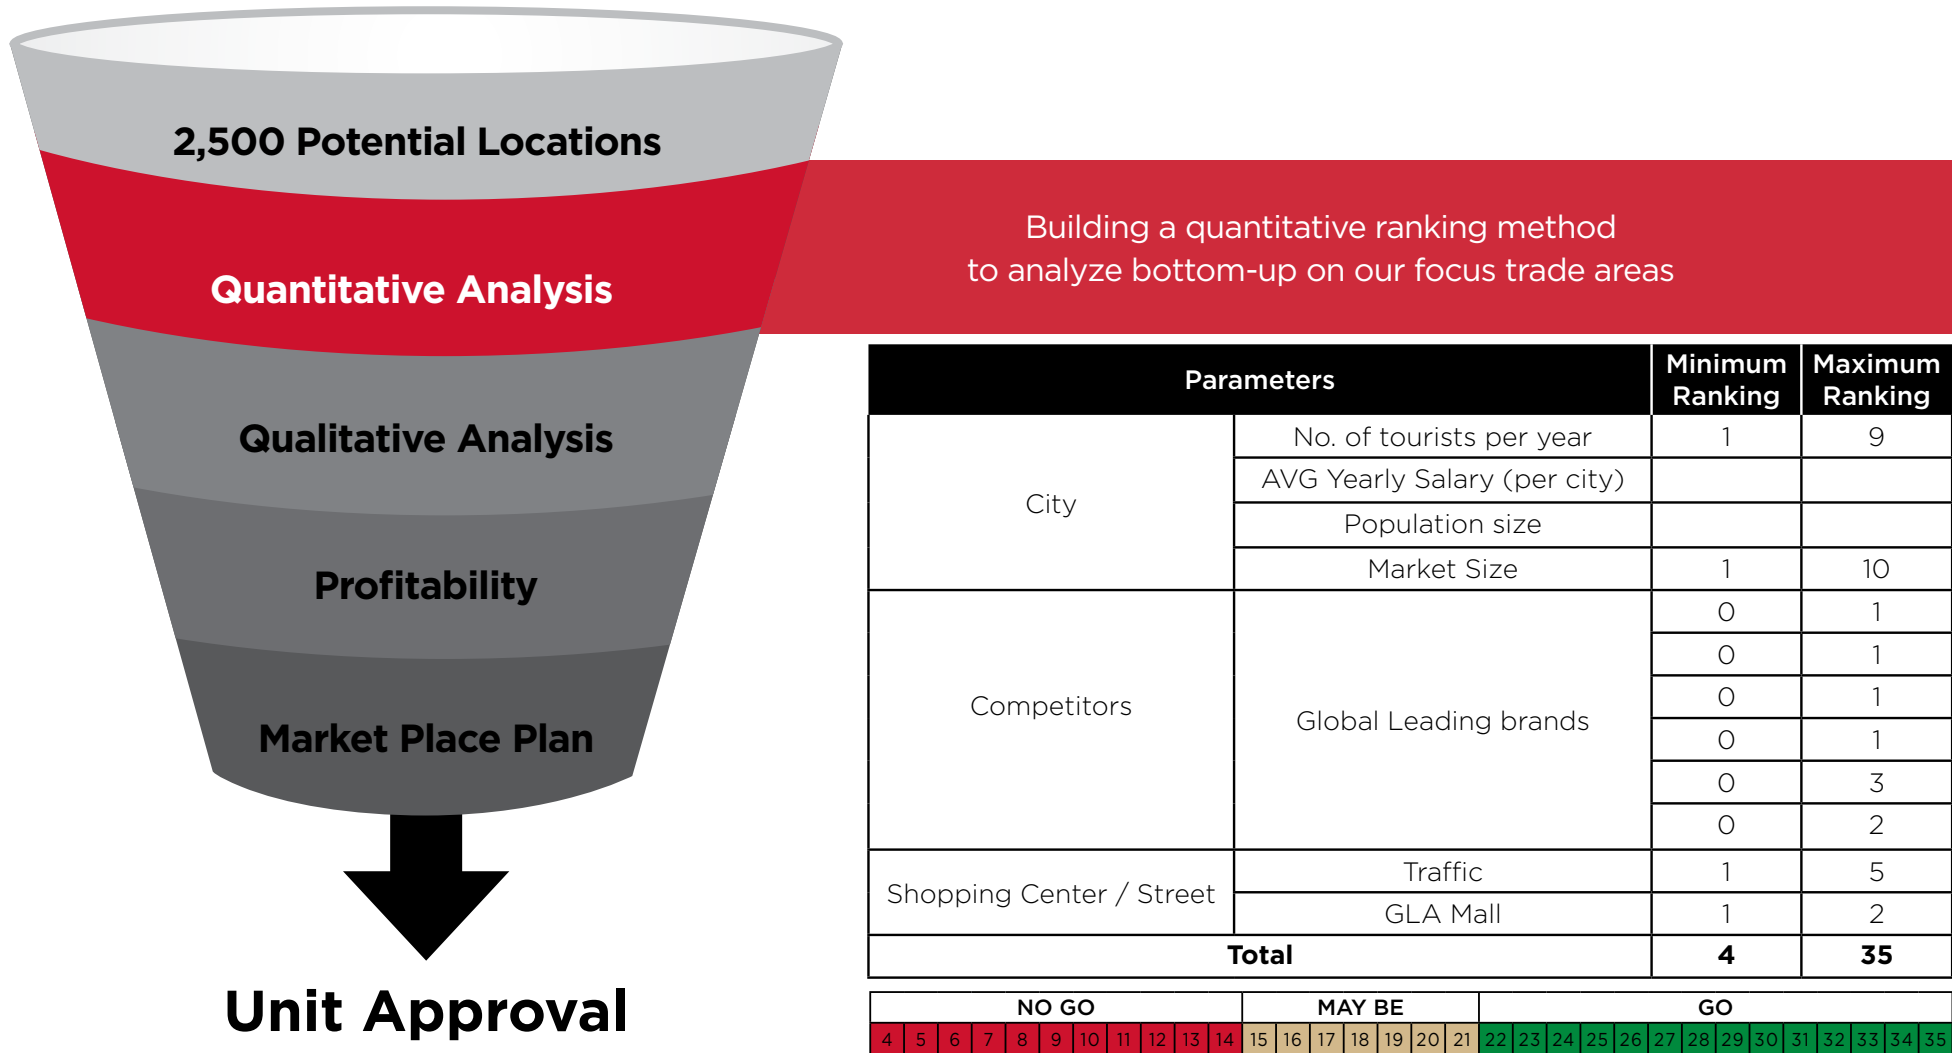 2,500 Potential Locations
Quantitative Analysis
Qualitative Analysis
Profitability
Market Place Plan
Unit Approval
Building a quantitative ranking method
to analyze bottom-up on our focus trade areas
Parameters Minimum Ranking Maximum Ranking
City
No. of tourists per year 1 9
AVG Yearly Salary (per city)
Population size
Market Size 1 10
Competitors
Global Leading brands
0 1
0 1
0 1
0 1
0 3
0 2
Shopping Center / Street
Traffic 1 5
GLA Mall 1 2
Total 4 35
NO GO MAY BE GO
4 5 6 7 8 9 10 11 12 13 14 15 16 17 18 19 20 21 22 23 24 25 26 27 28 29 30 31 32 33 34 35